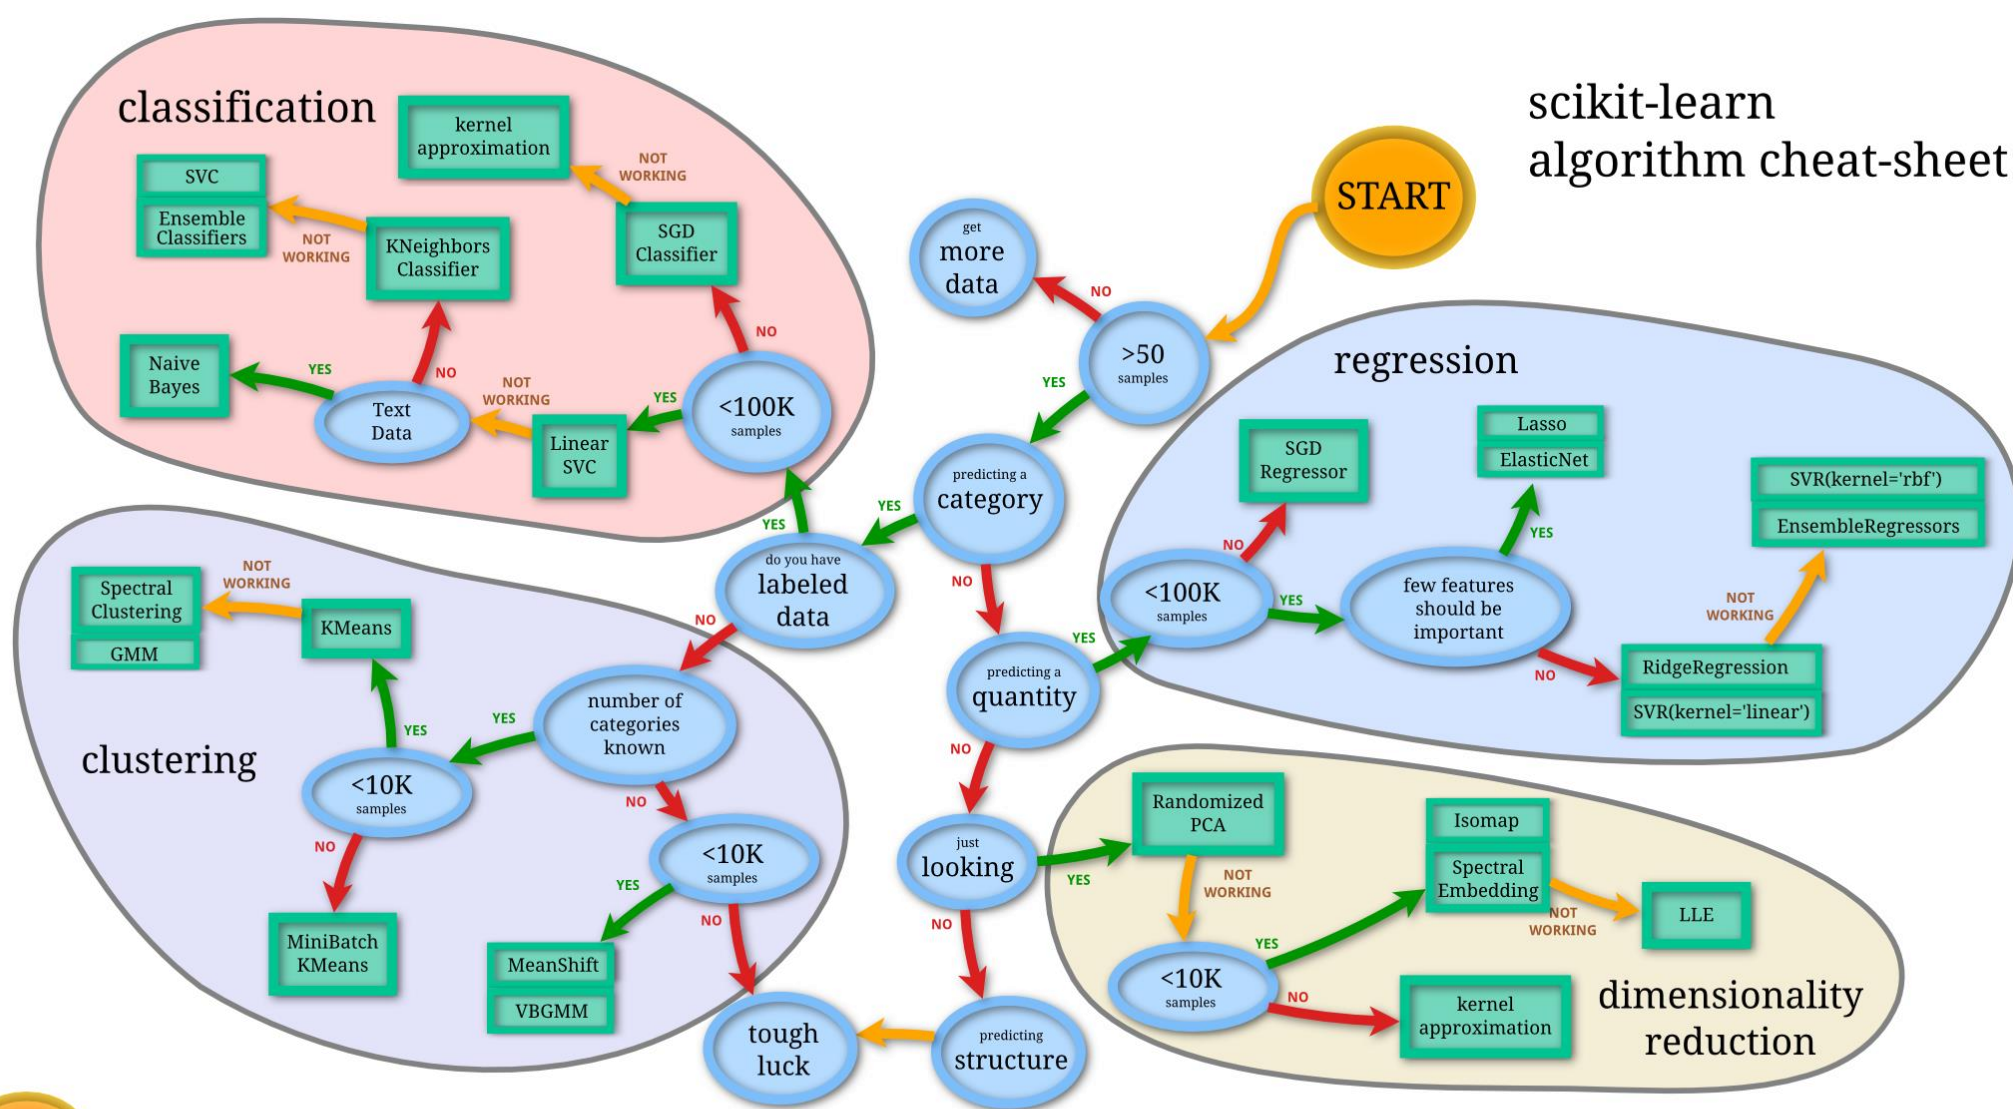 scikit-learn
algorithm cheat-sheet
START
>50
samples
NO
get
more
data
YES
predicting a
category
YES
do you have
labeled
data
YES
NO
NO
predicting a
quantity
YES
NO
just
looking
YES
NO
predicting
structure
tough
luck
classification
<100K
samples
NO
SGD
Classifier
NOT
WORKING
kernel
approximation
YES
Linear
SVC
NOT
WORKING
Text
Data
YES
Naive
Bayes
NO
KNeighbors
Classifier
NOT
WORKING
SVC
Ensemble
Classifiers
clustering
number of
categories
known
YES
<10K
samples
YES
KMeans
NOT
WORKING
Spectral
Clustering
GMM
NO
MiniBatch
KMeans
NO
<10K
samples
YES
MeanShift
VBGMM
NO
regression
<100K
samples
NO
SGD
Regressor
YES
few features
should be
important
YES
Lasso
ElasticNet
NO
RidgeRegression
SVR(kernel='linear')
NOT
WORKING
SVR(kernel='rbf')
EnsembleRegressors
dimensionality
reduction
Randomized
PCA
NOT
WORKING
<10K
samples
YES
Isomap
Spectral
Embedding
NOT
WORKING
LLE
NO
kernel
approximation